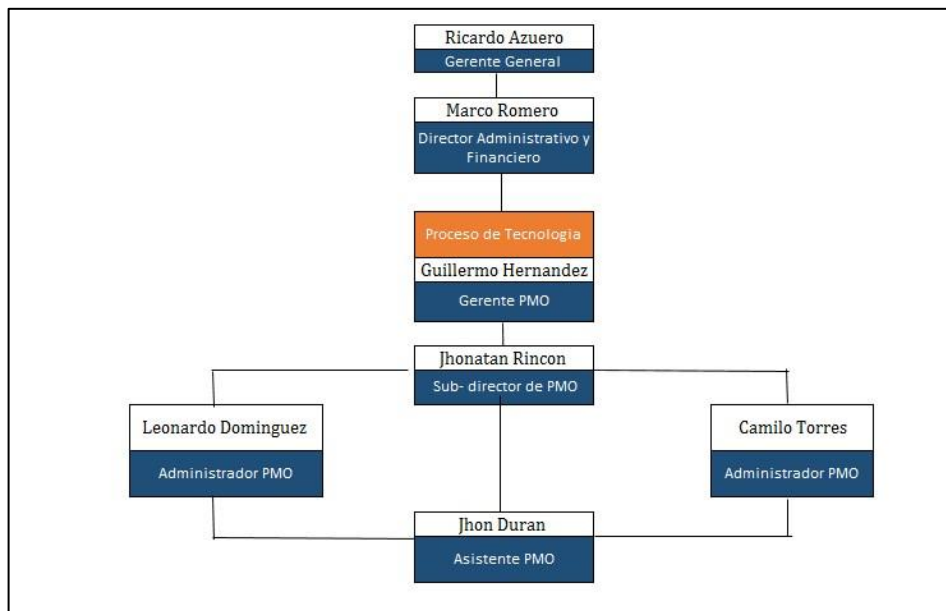 Ricardo Azuero
Gerente General
Marco Romero
Director Administrativo y
Financiero
Proceso de Tecnologia
Guillermo Hernandez
Gerente PMO
Jhonatan Rincon
Sub- director de PMO
Leonardo Dominguez
Administrador PMO
Camilo Torres
Administrador PMO
Jhon Duran
Asistente PMO